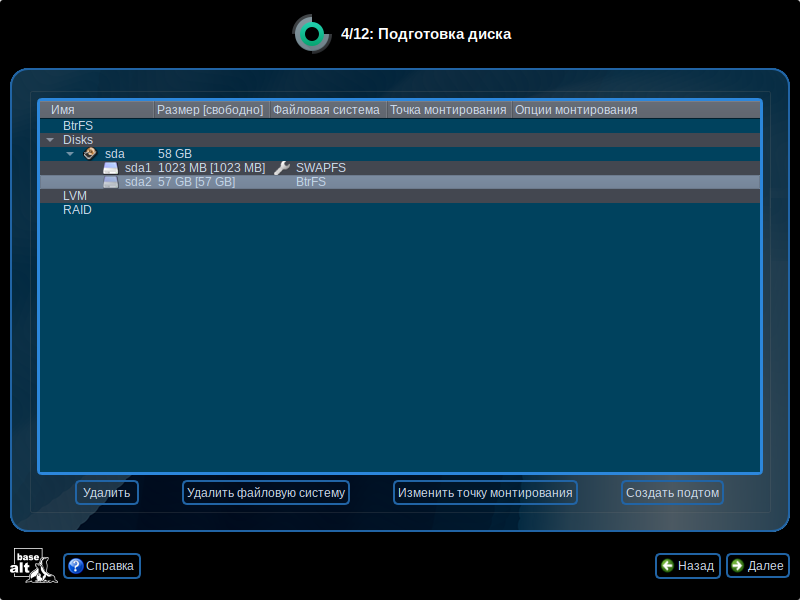 4/12: Подготовка диска
Имя Размер [свободно] Файловая система Точка монтирования Опции монтирования
BtrFS
Disks
sda 58 GB
sda1 1023 MB [1023 MB] SWAPFS
sda2 57 GB [57 GB] BtrFS
LVM
RAID
Удалить Удалить файловую систему Изменить точку монтирования Создать подтом
base
alt
Справка Назад Далее